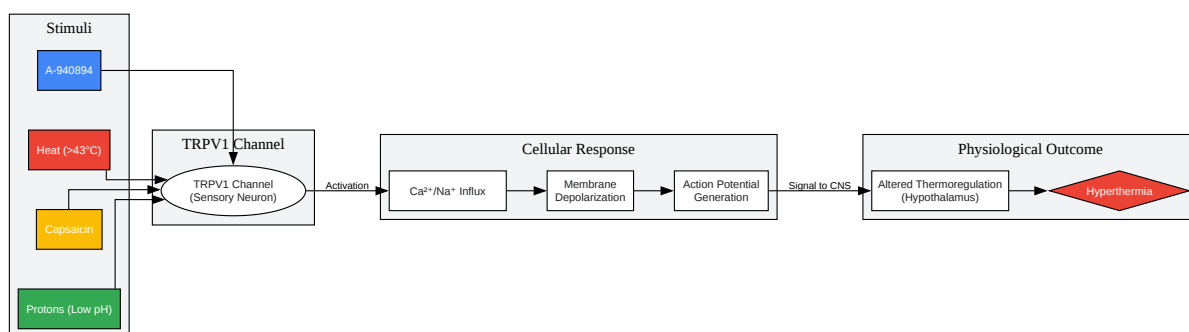 Stimuli
A-940894
Heat (>43°C)
Capsaicin
Protons (Low pH)
TRPV1 Channel
TRPV1 Channel
(Sensory Neuron)
Activation
Cellular Response
Ca²⁺/Na⁺ Influx
Membrane
Depolarization
Action Potential
Generation
Signal to CNS
Physiological Outcome
Altered Thermoregulation
(Hypothalamus)
Hyperthermia